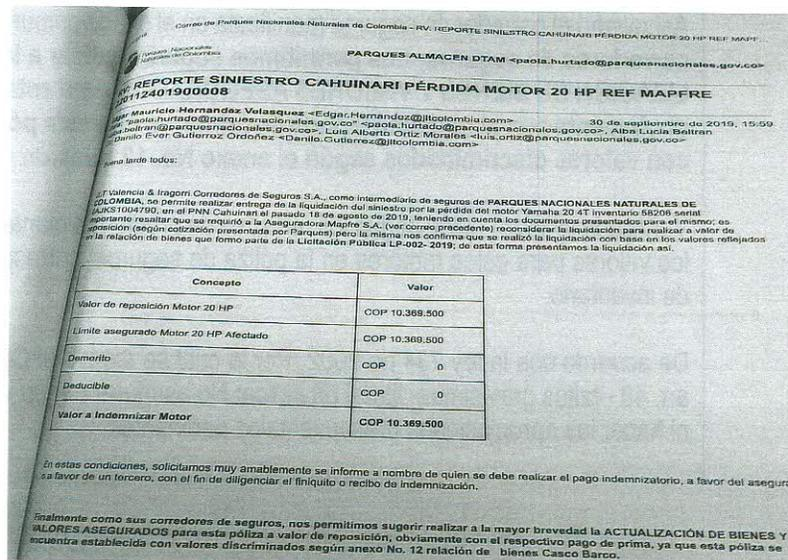 Correo de Parques Nacionales Naturales de Colombia - RV: REPORTE SINIESTRO CAHUINARI PÉRDIDA MOTOR 20 HP REF MAPF...
Parques Nacionales
Naturales de Colombia
PARQUES ALMACEN DTAM <paola.hurtado@parquesnacionales.gov.co>
RV: REPORTE SINIESTRO CAHUINARI PÉRDIDA MOTOR 20 HP REF MAPFRE
20112401900008
Mauricio Hernandez Velasquez <Edgar.Hernandez@jltcolombia.com> 30 de septiembre de 2019, 15:59
"paola.hurtado@parquesnacionales.gov.co" <paola.hurtado@parquesnacionales.gov.co>, Alba Lucia Beltran
<alba.beltran@parquesnacionales.gov.co>, Luis Alberto Ortiz Morales <luis.ortiz@parquesnacionales.gov.co>
Danilo Ever Gutierrez Ordoñez <Danilo.Gutierrez@jltcolombia.com>
tarde todos:
Valencia & Iragorri Corredores de Seguros S.A., como intermediario de seguros de PARQUES NACIONALES NATURALES DE
COLOMBIA, se permite realizar entrega de la liquidación del siniestro por la pérdida del motor Yamaha 20 4T inventario 58206 serial
1004790, en el PNN Cahuinari el pasado 18 de agosto de 2019, teniendo en cuenta los documentos presentados para el mismo; es
importante resaltar que se requirió a la Aseguradora Mapfre S.A. (ver correo precedente) reconsiderar la liquidación para realizar a valor de
reposición (según cotización presentada por Parques) pero la misma nos confirma que se realizó la liquidación con base en los valores reflejados
en la relación de bienes que formo parte de la Licitación Pública LP-002- 2019; de esta forma presentamos la liquidación así.
Concepto Valor
Valor de reposición Motor 20 HP COP 10.369.500
Limite asegurado Motor 20 HP Afectado COP 10.369.500
Demerito COP 0
Deducible COP 0
Valor a Indemnizar Motor COP 10.369.500
En estas condiciones, solicitamos muy amablemente se informe a nombre de quien se debe realizar el pago indemnizatorio, a favor del asegura
sa favor de un tercero, con el fin de diligenciar el finiquito o recibo de indemnización.
Finalmente como sus corredores de seguros, nos permitimos sugerir realizar a la mayor brevedad la ACTUALIZACIÓN DE BIENES Y
VALORES ASEGURADOS para esta póliza a valor de reposición, obviamente con el respectivo pago de prima, ya que esta póliza se
encuentra establecida con valores discriminados según anexo No. 12 relación de bienes Casco Barco.